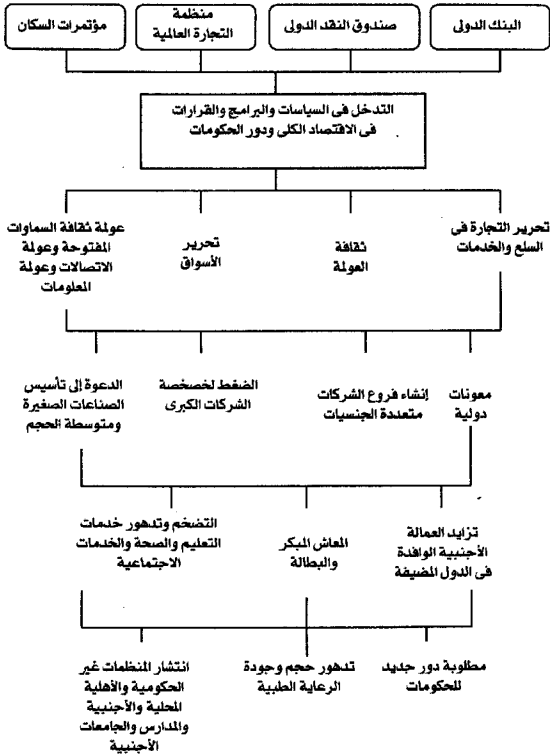 البنك الدولى
صندوق النقد الدولى
منظمة
التجارة العالمية
مؤتمرات السكان
التدخل فى السياسات والبرامج والقرارات
فى الاقتصاد الكلى ودور الحكومات
تحرير التجارة فى
السلع والخدمات
ثقافة
العولمة
تحرير
الأسواق
عولمة ثقافة السماوات
المفتوحة وعولمة
الاتصالات وعولمة
المعلومات
معونات
دولية
إنشاء فروع الشركات
متعددة الجنسيات
الضغط لخصخصة
الشركات الكبرى
الدعوة إلى تأسيس
الصناعات الصغيرة
ومتوسطة الحجم
تزايد العمالة
الأجنبية الوافدة
فى الدول المضيفة
المعاش المبكر
والبطالة
التضخم وتدهور خدمات
التعليم والصحة والخدمات
الاجتماعية
مطلوبة دور جديد
للحكومات
تدهور حجم وجودة
الرعاية الطبية
انتشار المنظمات غير
الحكومية والأهلية
المحلية والأجنبية
والمدارس والجامعات
الأجنبية